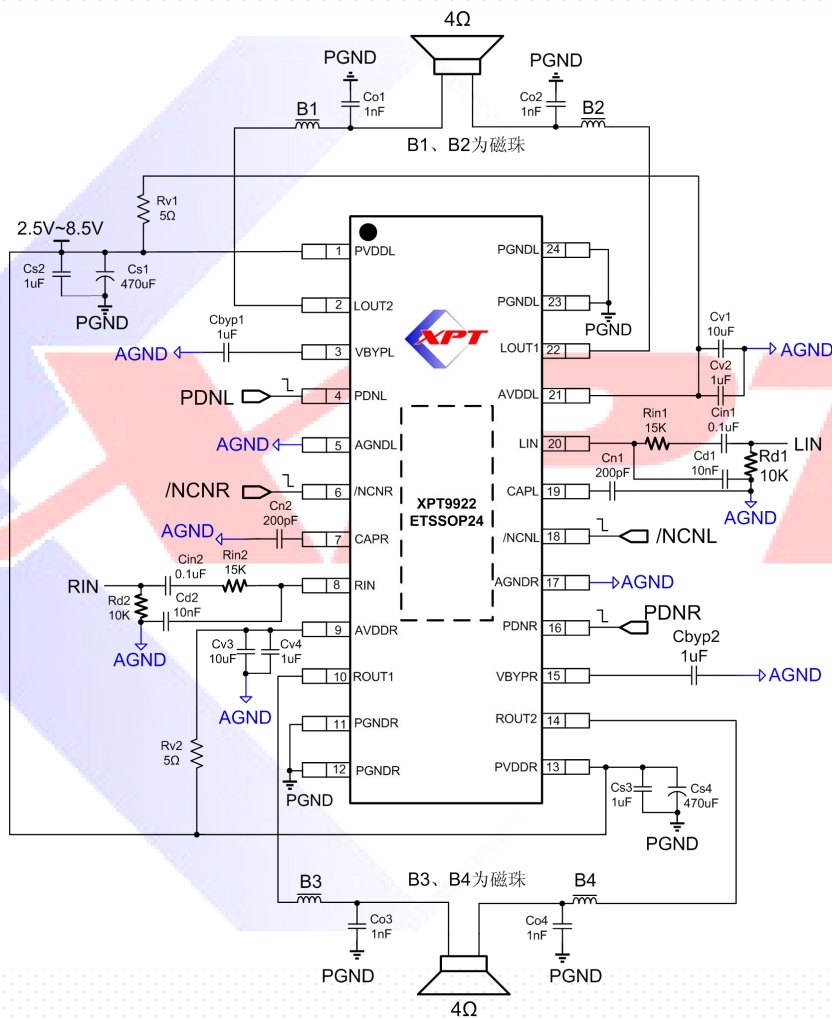 4Ω
PGND
PGND
Co1
1nF
Co2
1nF
B1
B2
B1、B2为磁珠
Rv1
5Ω
2.5V~8.5V
Cs2
1uF
Cs1
470uF
PGND
1 PVDDL
PGNDL 24
2 LOUT2
PGNDL 23
PGND
Cbyp1
1uF
AGND
3 VBYPL
XPT
LOUT1 22
Cv1
10uF
AGND
Cv2
1uF
PDNL
4 PDNL
AVDDL 21
AGND
5 AGNDL
LIN 20
Rin1
15K
Cin1
0.1uF
LIN
Cd1
10nF
Rd1
10K
/NCNR
6 /NCNR
XPT9922
ETSSOP24
CAPL 19
Cn1
200pF
AGND
Cn2
200pF
AGND
7 CAPR
/NCNL 18
/NCNL
RIN
Cin2
0.1uF
Rin2
15K
8 RIN
AGNDR 17
AGND
Rd2
10K
Cd2
10nF
AGND
9 AVDDR
PDNR 16
PDNR
Cv3
10uF
Cv4
1uF
AGND
10 ROUT1
VBYPR 15
Cbyp2
1uF
AGND
11 PGNDR
ROUT2 14
Rv2
5Ω
12 PGNDR
PGND
PVDDR 13
Cs3
1uF
Cs4
470uF
PGND
B3、B4为磁珠
B3
B4
Co3
1nF
Co4
1nF
PGND
PGND
4Ω